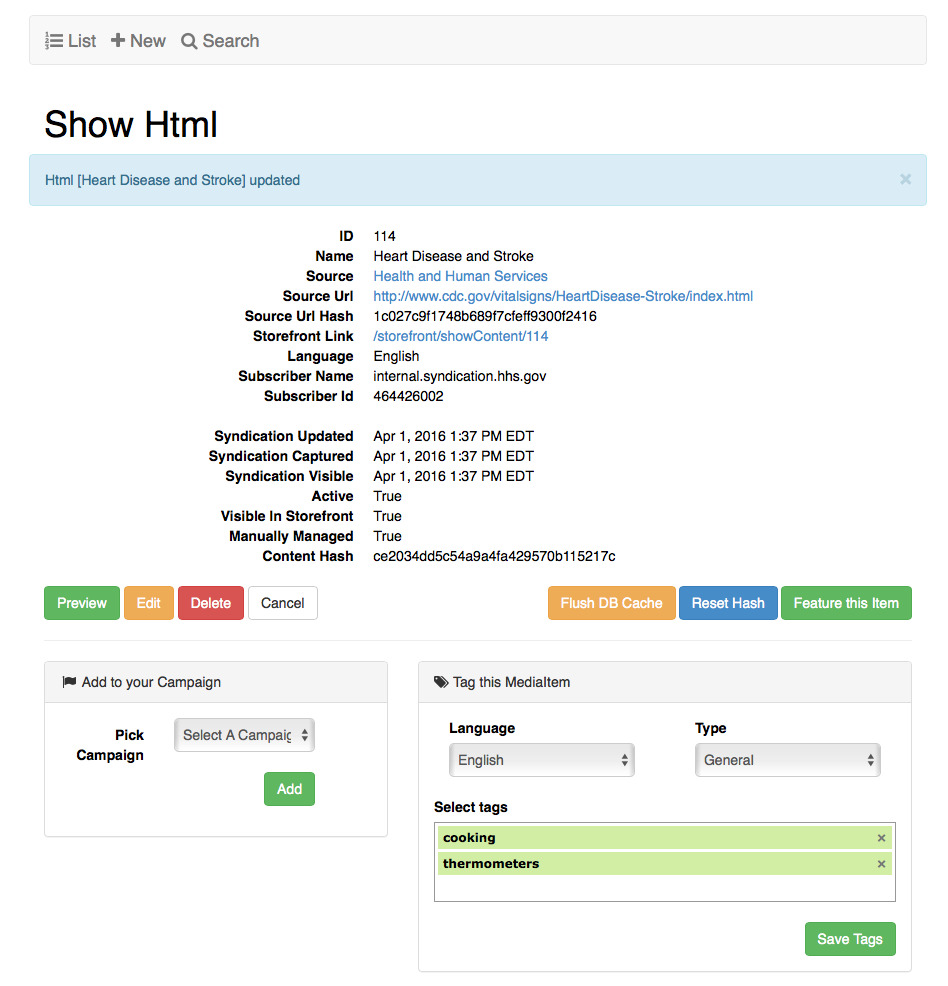 List New Search
Show Html
Html [Heart Disease and Stroke] updated ×
ID 114
Name Heart Disease and Stroke
Source Health and Human Services
Source Url http://www.cdc.gov/vitalsigns/HeartDisease-Stroke/index.html
Source Url Hash 1c027c9f1748b689f7cfeff9300f2416
Storefront Link /storefront/showContent/114
Language English
Subscriber Name internal.syndication.hhs.gov
Subscriber Id 464426002
Syndication Updated Apr 1, 2016 1:37 PM EDT
Syndication Captured Apr 1, 2016 1:37 PM EDT
Syndication Visible Apr 1, 2016 1:37 PM EDT
Active True
Visible In Storefront True
Manually Managed True
Content Hash ce2034dd5c54a9a4fa429570b115217c
Preview Edit Delete Cancel Flush DB Cache Reset Hash Feature this Item
Add to your Campaign
Pick Campaign Select A Campaig
Add
Tag this MediaItem
Language Type
English General
Select tags
cooking ×
thermometers ×
Save Tags